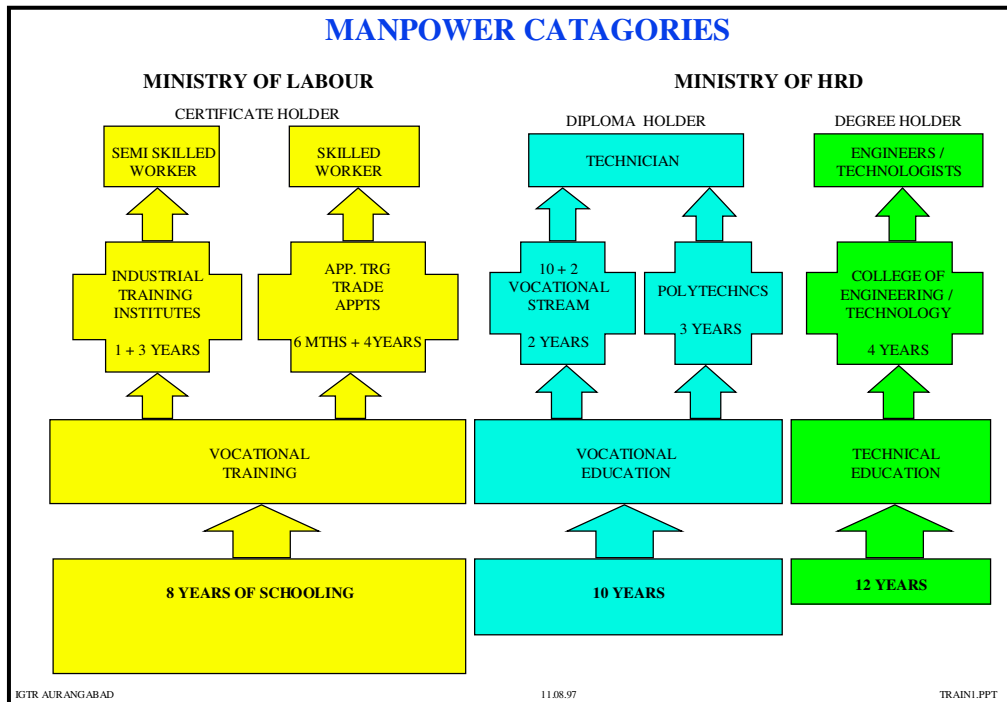 MANPOWER CATAGORIES
MINISTRY OF LABOUR
MINISTRY OF HRD
CERTIFICATE HOLDER
DIPLOMA HOLDER
DEGREE HOLDER
SEMI SKILLED
WORKER
SKILLED
WORKER
TECHNICIAN
ENGINEERS /
TECHNOLOGISTS
INDUSTRIAL
TRAINING
INSTITUTES
1 + 3 YEARS
APP. TRG
TRADE
APPTS
6 MTHS + 4YEARS
10 + 2
VOCATIONAL
STREAM
2 YEARS
POLYTECHNCS
3 YEARS
COLLEGE OF
ENGINEERING /
TECHNOLOGY
4 YEARS
VOCATIONAL
TRAINING
VOCATIONAL
EDUCATION
TECHNICAL
EDUCATION
8 YEARS OF SCHOOLING
10 YEARS
12 YEARS
IGTR AURANGABAD
11.08.97
TRAIN1.PPT